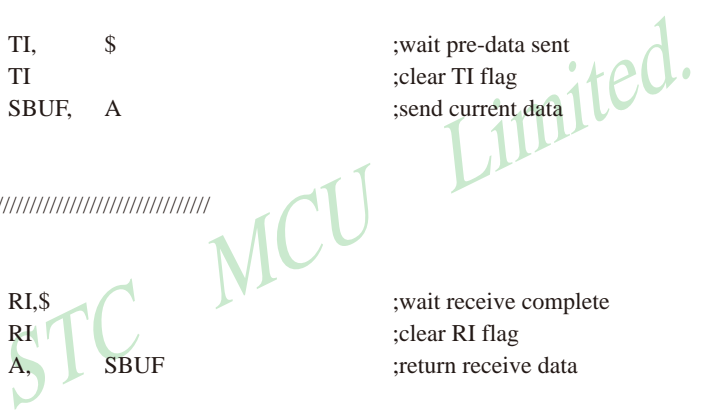 TI, $ ;wait pre-data sent
TI ;clear TI flag
SBUF, A ;send current data
////////////////////////////////
RI,$ ;wait receive complete
RI ;clear RI flag
A, SBUF ;return receive data
STC MCU Limited.